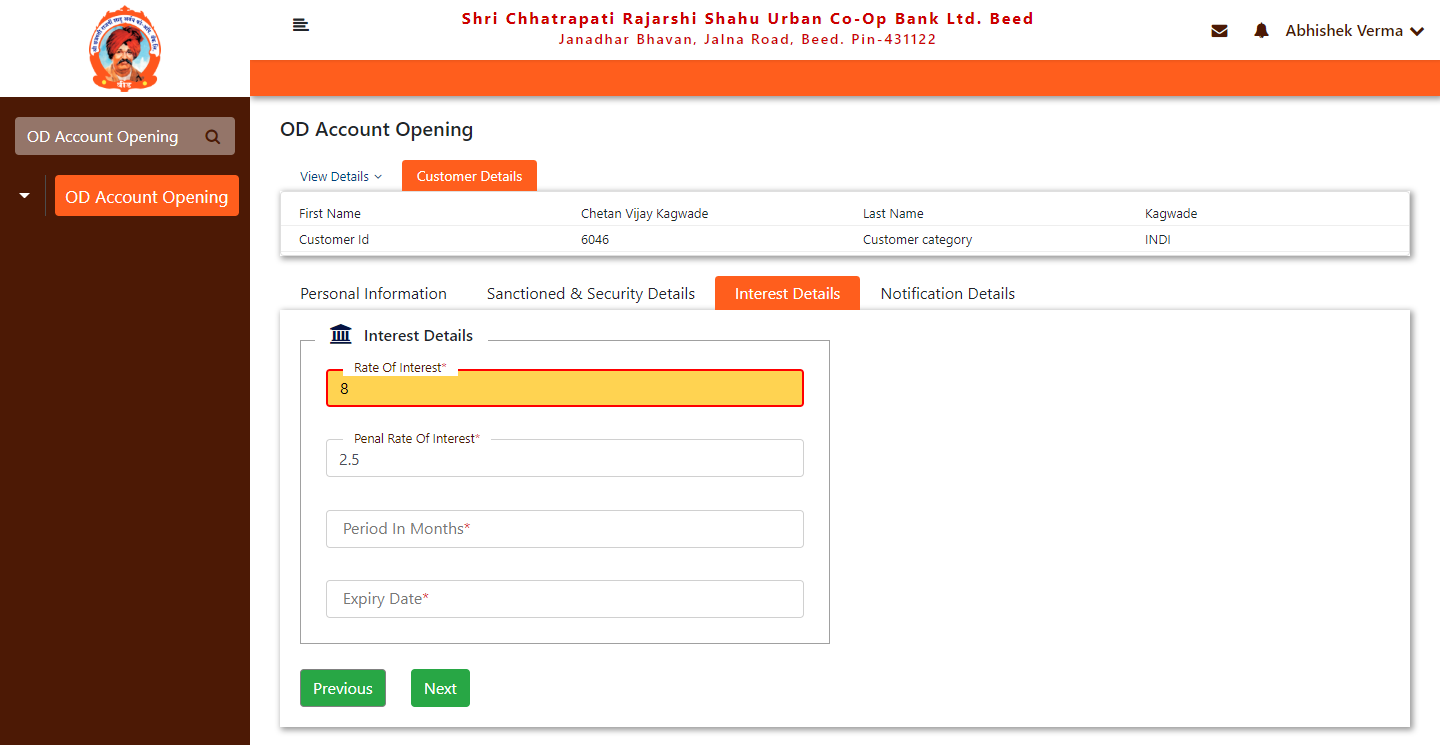 Shri Chhatrapati Rajarshi Shahu Urban Co-Op Bank Ltd. Beed
Janadhar Bhavan, Jalna Road, Beed. Pin-431122
Abhishek Verma
बीड
OD Account Opening
OD Account Opening
OD Account Opening
View Details
Customer Details
First Name Chetan Vijay Kagwade Last Name Kagwade
Customer Id 6046 Customer category INDI
Personal Information Sanctioned & Security Details Interest Details Notification Details
Interest Details
Rate Of Interest*
8
Penal Rate Of Interest*
2.5
Period In Months*
Expiry Date*
Previous Next